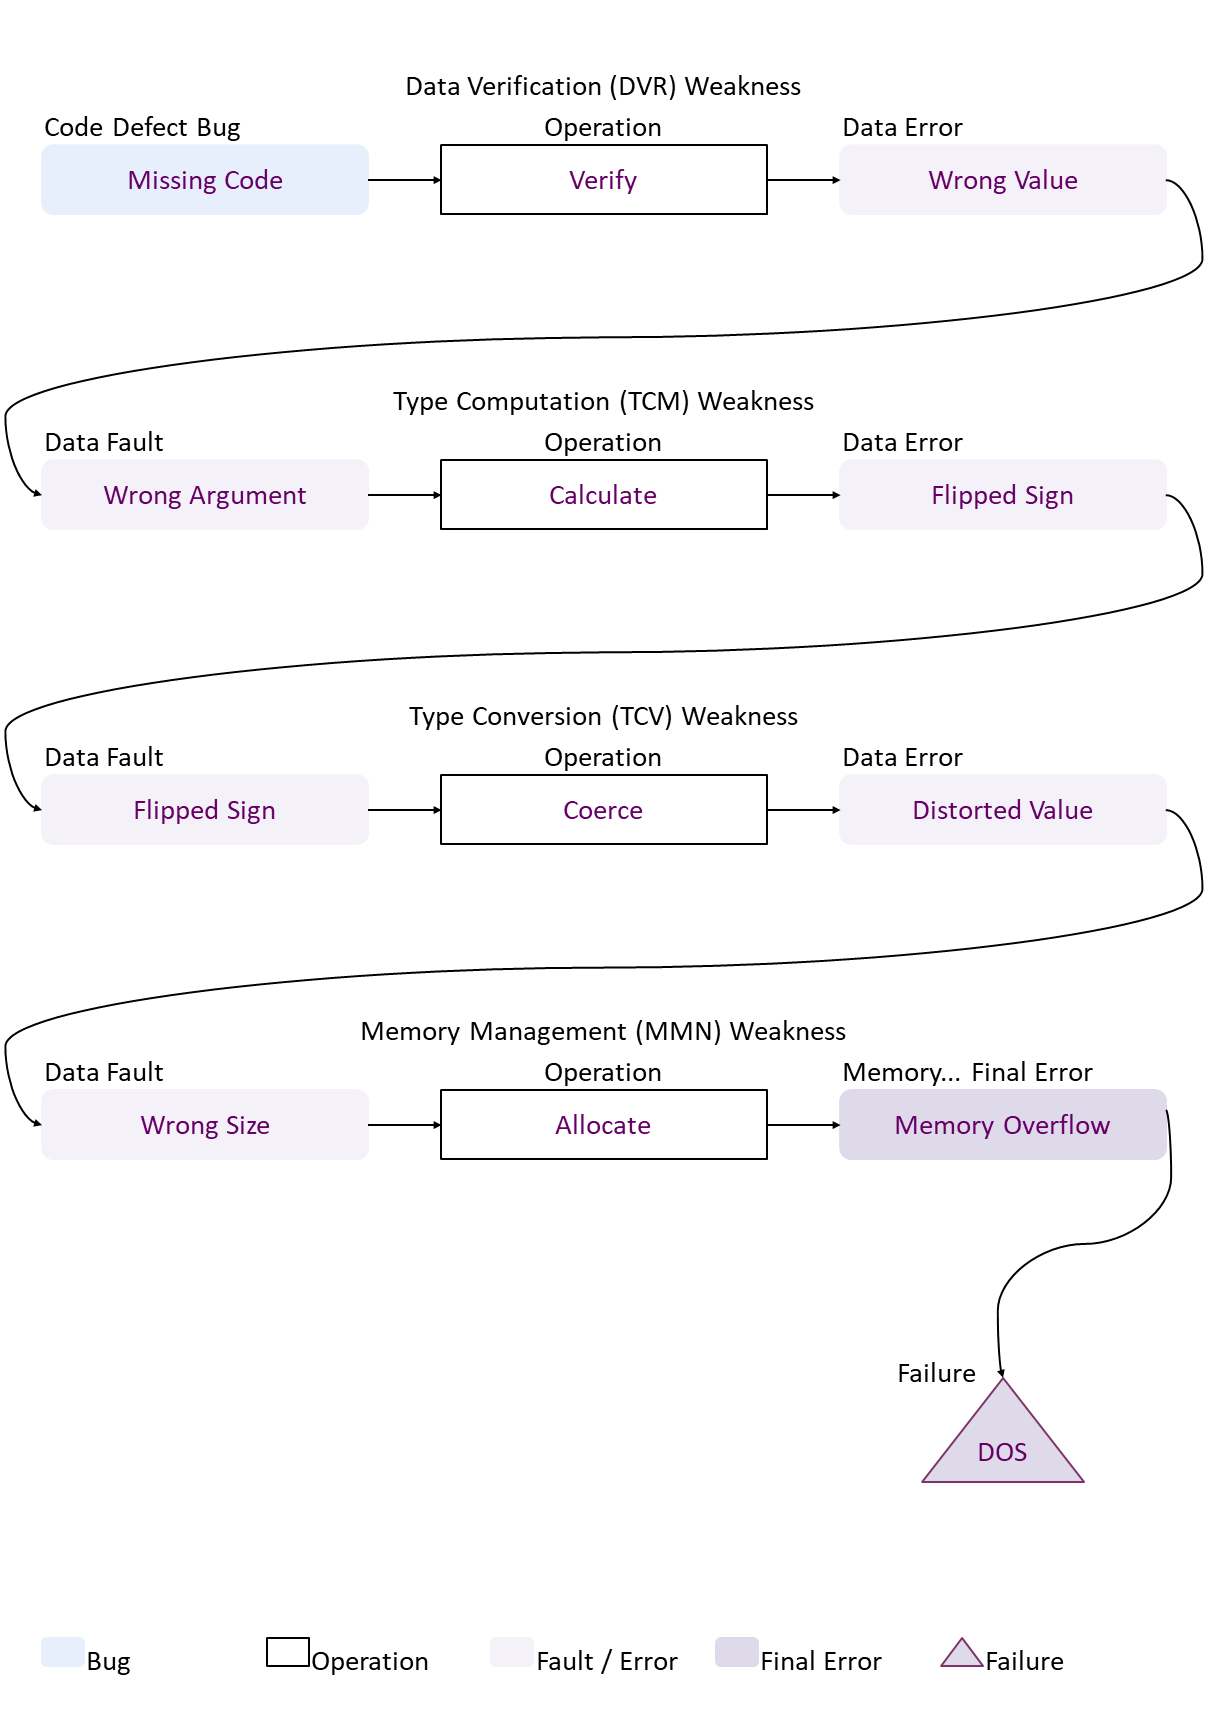 Data Verification (DVR) Weakness
Code Defect Bug Operation Data Error
Missing Code Verify Wrong Value
Type Computation (TCM) Weakness
Data Fault Operation Data Error
Wrong Argument Calculate Flipped Sign
Type Conversion (TCV) Weakness
Data Fault Operation Data Error
Flipped Sign Coerce Distorted Value
Memory Management (MMN) Weakness
Data Fault Operation Memory... Final Error
Wrong Size Allocate Memory Overflow
Failure
DOS
Bug Operation Fault / Error Final Error Failure